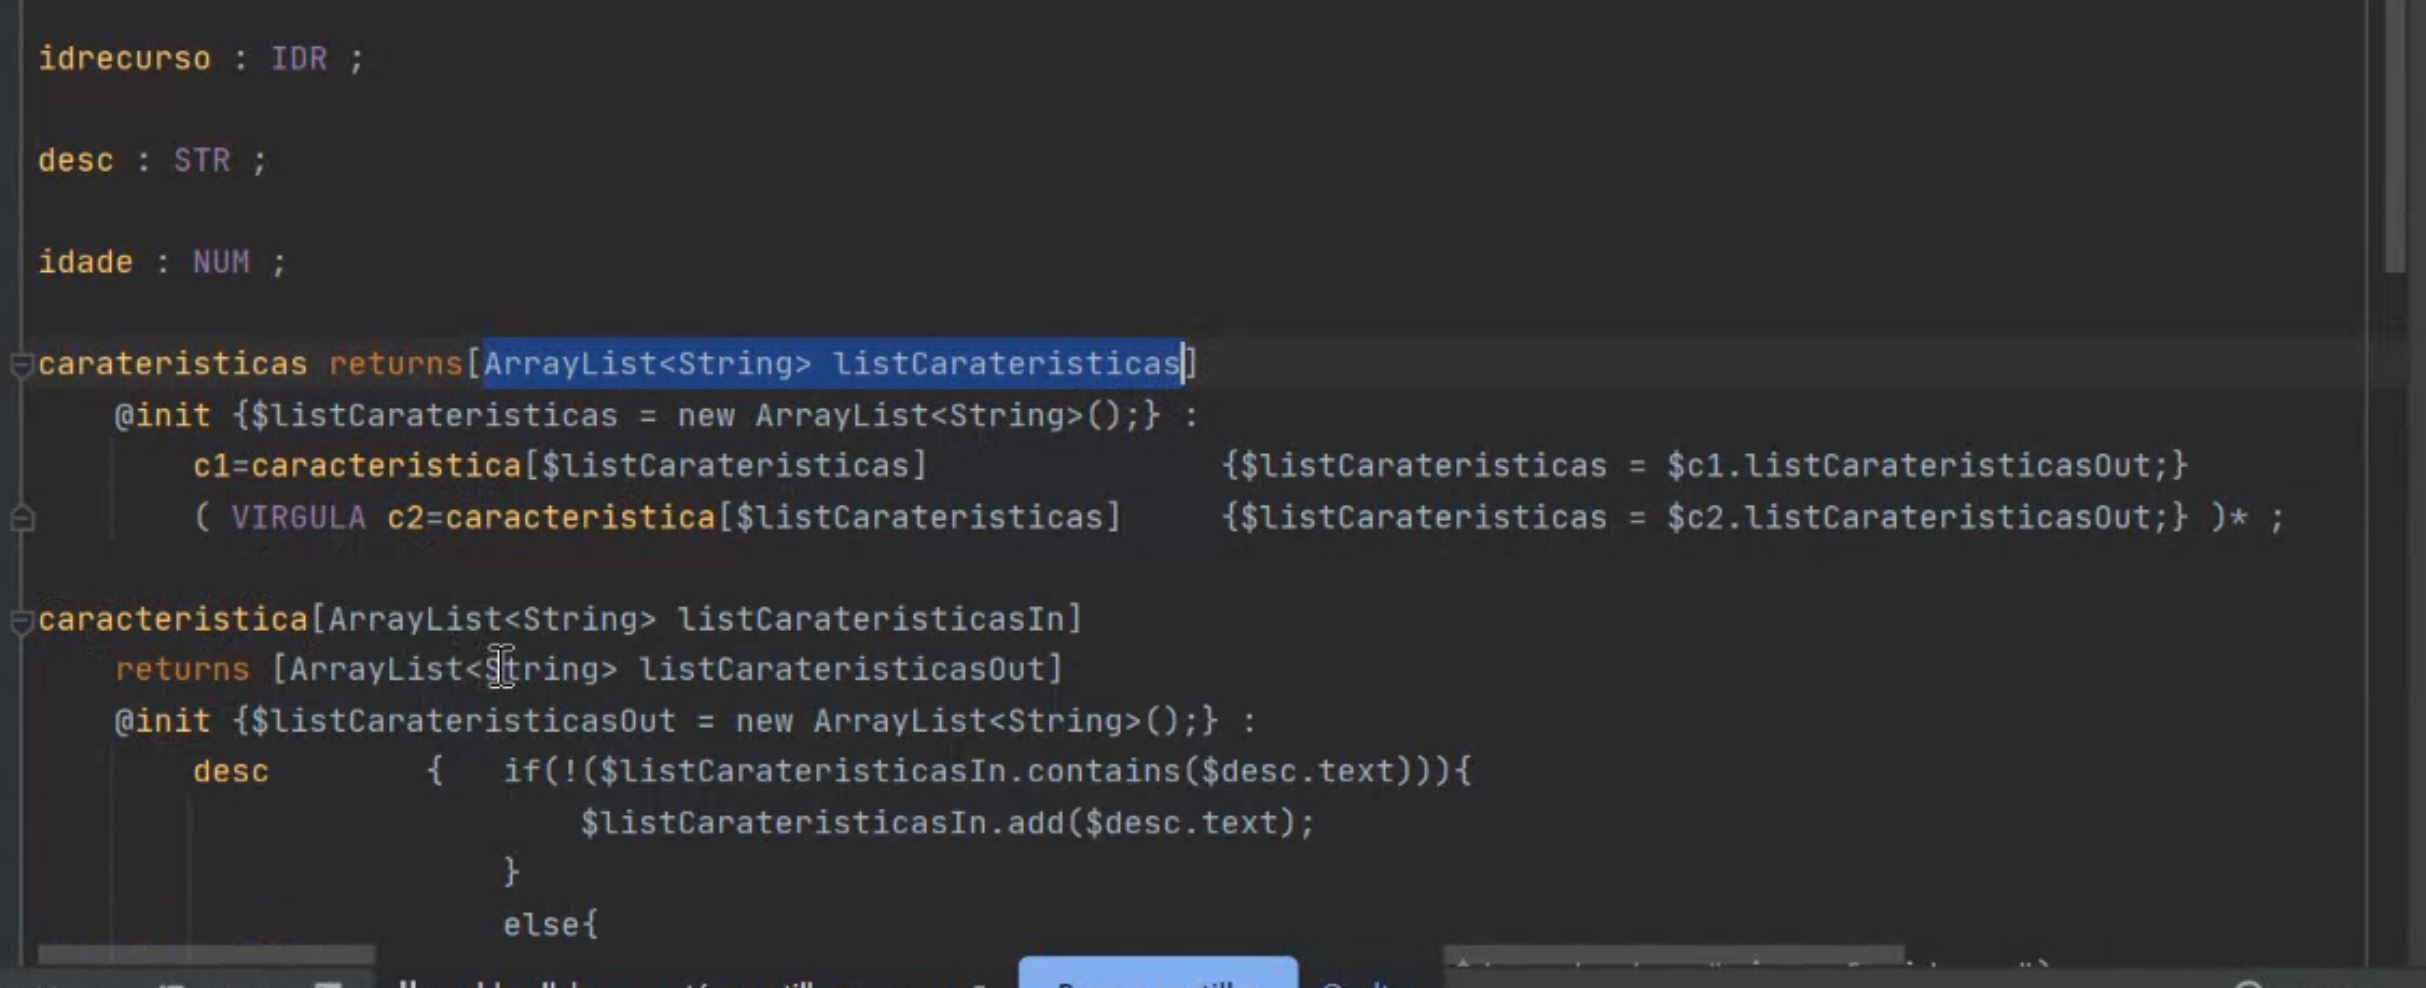 idrecurso : IDR ;
desc : STR ;
idade : NUM ;
carateristicas returns[ArrayList<String> listCarateristicas]
@init {$listCarateristicas = new ArrayList<String>();} :
c1=caracteristica[$listCarateristicas] {$listCarateristicas = $c1.listCarateristicasOut;}
( VIRGULA c2=caracteristica[$listCarateristicas] {$listCarateristicas = $c2.listCarateristicasOut;} )* ;
caracteristica[ArrayList<String> listCarateristicasIn]
returns [ArrayList<String> listCarateristicasOut]
@init {$listCarateristicasOut = new ArrayList<String>();} :
desc { if(!($listCarateristicasIn.contains($desc.text))){
$listCarateristicasIn.add($desc.text);
}
else{